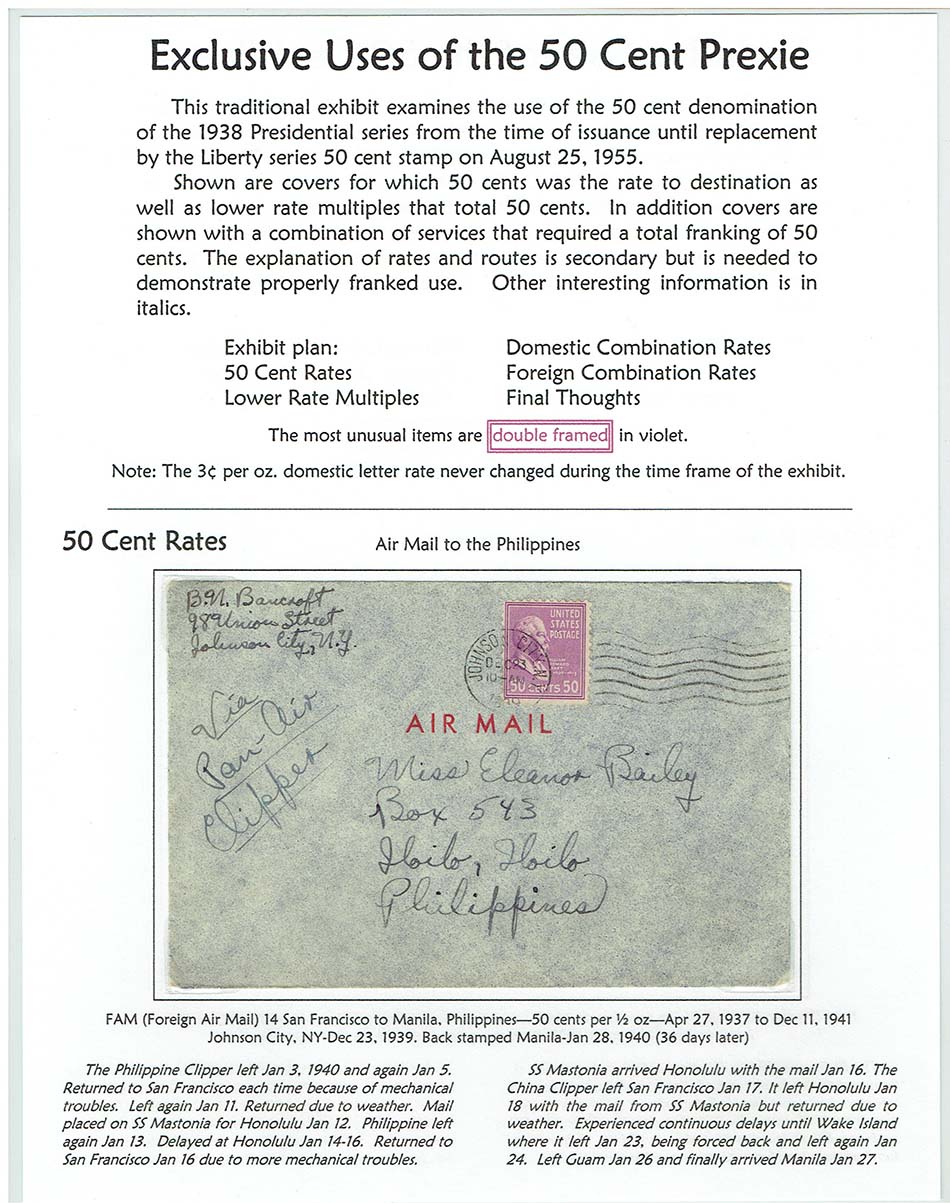 Exclusive Uses of the 50 Cent Prexie
This traditional exhibit examines the use of the 50 cent denomination
of the 1938 Presidential series from the time of issuance until replacement
by the Liberty series 50 cent stamp on August 25, 1955.
Shown are covers for which 50 cents was the rate to destination as
well as lower rate multiples that total 50 cents. In addition covers are
shown with a combination of services that required a total franking of 50
cents. The explanation of rates and routes is secondary but is needed to
demonstrate properly franked use. Other interesting information is in
italics.
Exhibit plan:
50 Cent Rates
Lower Rate Multiples
Domestic Combination Rates
Foreign Combination Rates
Final Thoughts
The most unusual items are double framed in violet.
Note: The 3¢ per oz. domestic letter rate never changed during the time frame of the exhibit.
50 Cent Rates
Air Mail to the Philippines
B.N. Bancroft
98 Union Street
Johnson City, N.Y.
UNITED
STATES
POSTAGE
50 CENTS 50
JOHNSON CITY
DEC 23
10-AM
Via
Pan-Air
Clipper
AIR MAIL
Miss Eleanor Bailey
Box 543
Iloilo, Iloilo
Philippines
FAM (Foreign Air Mail) 14 San Francisco to Manila, Philippines—50 cents per ½ oz—Apr 27, 1937 to Dec 11, 1941
Johnson City, NY-Dec 23, 1939. Back stamped Manila-Jan 28, 1940 (36 days later)
The Philippine Clipper left Jan 3, 1940 and again Jan 5.
Returned to San Francisco each time because of mechanical
troubles. Left again Jan 11. Returned due to weather. Mail
placed on SS Mastonia for Honolulu Jan 12. Philippine left
again Jan 13. Delayed at Honolulu Jan 14-16. Returned to
San Francisco Jan 16 due to more mechanical troubles.
SS Mastonia arrived Honolulu with the mail Jan 16. The
China Clipper left San Francisco Jan 17. It left Honolulu Jan
18 with the mail from SS Mastonia but returned due to
weather. Experienced continuous delays until Wake Island
where it left Jan 23, being forced back and left again Jan
24. Left Guam Jan 26 and finally arrived Manila Jan 27.